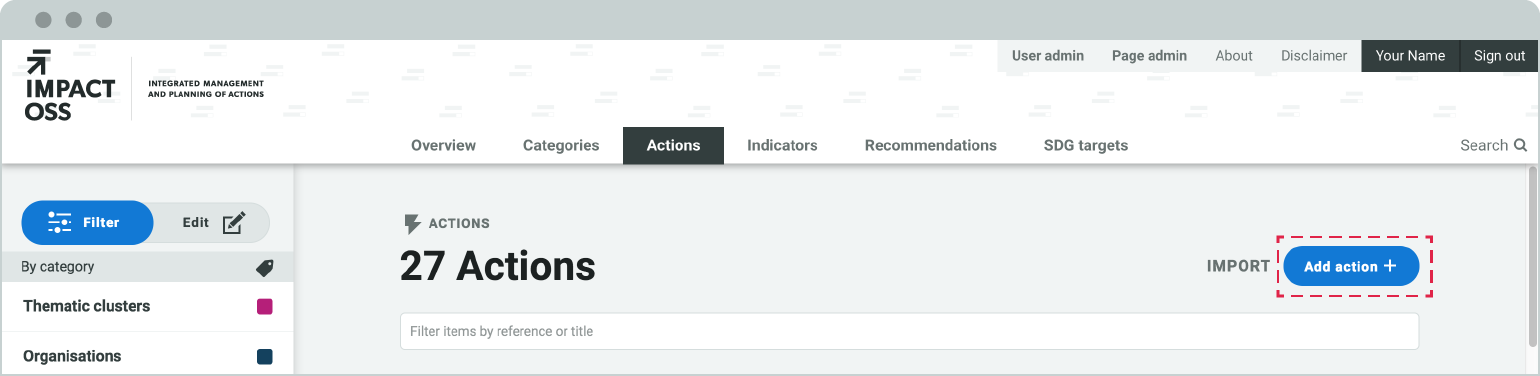 User admin Page admin About Disclaimer Your Name Sign out
IMPACT
OSS
INTEGRATED MANAGEMENT
AND PLANNING OF ACTIONS
Overview Categories Actions Indicators Recommendations SDG targets Search
Filter Edit
By category
Thematic clusters
Organisations
ACTIONS
27 Actions
IMPORT Add action +
Filter items by reference or title